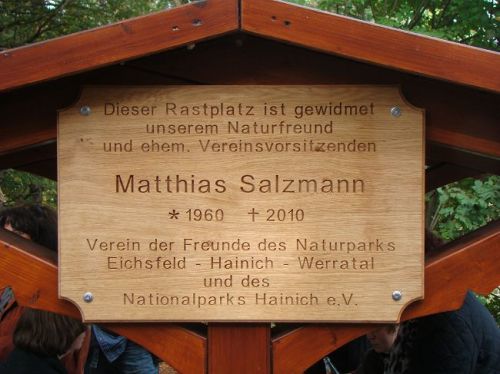 Dieser Rastplatz ist gewidmet
unserem Naturfreund
und ehem. Vereinsvorsitzenden
Matthias Salzmann
* 1960 † 2010
Verein der Freunde des Naturparks
Eichsfeld - Hainich - Werratal
und des
Nationalparks Hainich e.V.